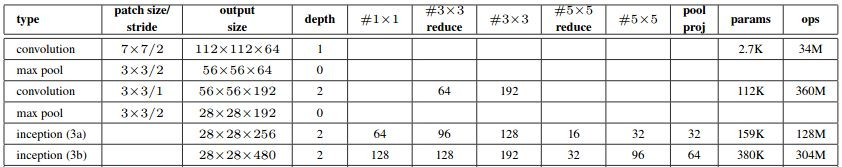 type patch size/stride output size depth #1×1 #3×3 reduce #3×3 #5×5 reduce #5×5 pool proj params ops
convolution 7×7/2 112×112×64 1 2.7K 34M
max pool 3×3/2 56×56×64 0
convolution 3×3/1 56×56×192 2 64 192 112K 360M
max pool 3×3/2 28×28×192 0
inception (3a) 28×28×256 2 64 96 128 16 32 32 159K 128M
inception (3b) 28×28×480 2 128 128 192 32 96 64 380K 304M